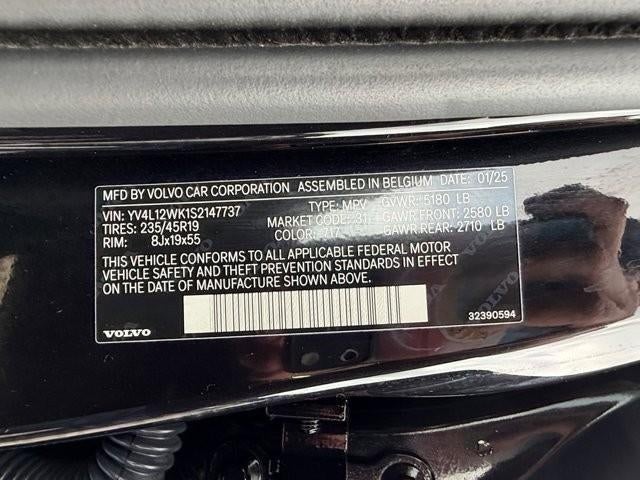 MFD BY VOLVO CAR CORPORATION ASSEMBLED IN BELGIUM 01/25
VIN: YV4L12WK1S2147737 TYPE: MPV GVWR: 5180 LB
TIRES: 235/45R19 MARKET CODE: 31 GAWR FRONT: 2580 LB
RIM: 8Jx19x55 COLOR: 717 GAWR REAR: 2710 LB
THIS VEHICLE CONFORMS TO ALL APPLICABLE FEDERAL MOTOR
VEHICLE SAFETY AND THEFT PREVENTION STANDARDS IN EFFECT
ON THE DATE OF MANUFACTURE SHOWN ABOVE.
VOLVO 32390594